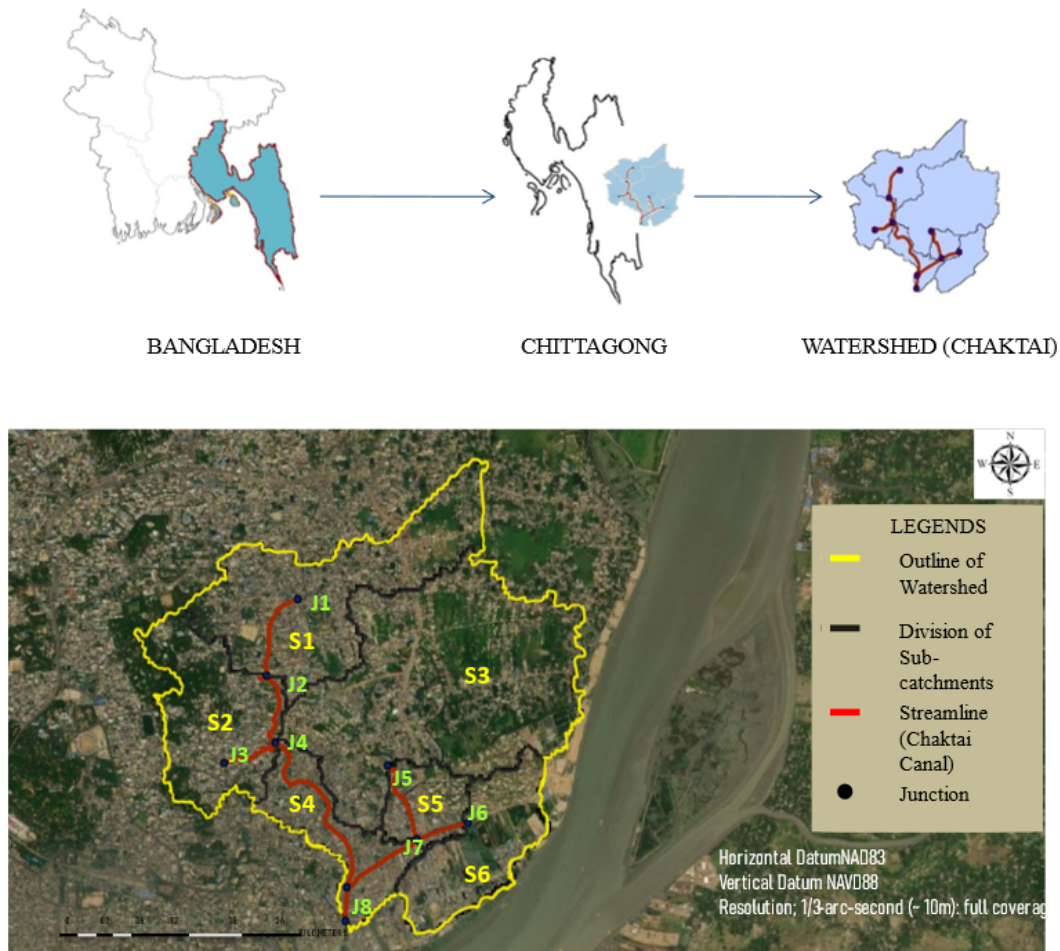 BANGLADESH
CHITTAGONG
WATERSHED (CHAKTAI)
N
W E
S
LEGENDS
Outline of
Watershed
Division of
Sub-
catchments
Streamline
(Chaktai
Canal)
Junction
J1
S1
J2
S3
S2
J4
J3
J5
S4
S5
J6
J7
S6
J8
Horizontal DatumNAD83
Vertical Datum NAVD88
Resolution; 1/3-arc-second (~ 10m): full coverag
KILOMETERS